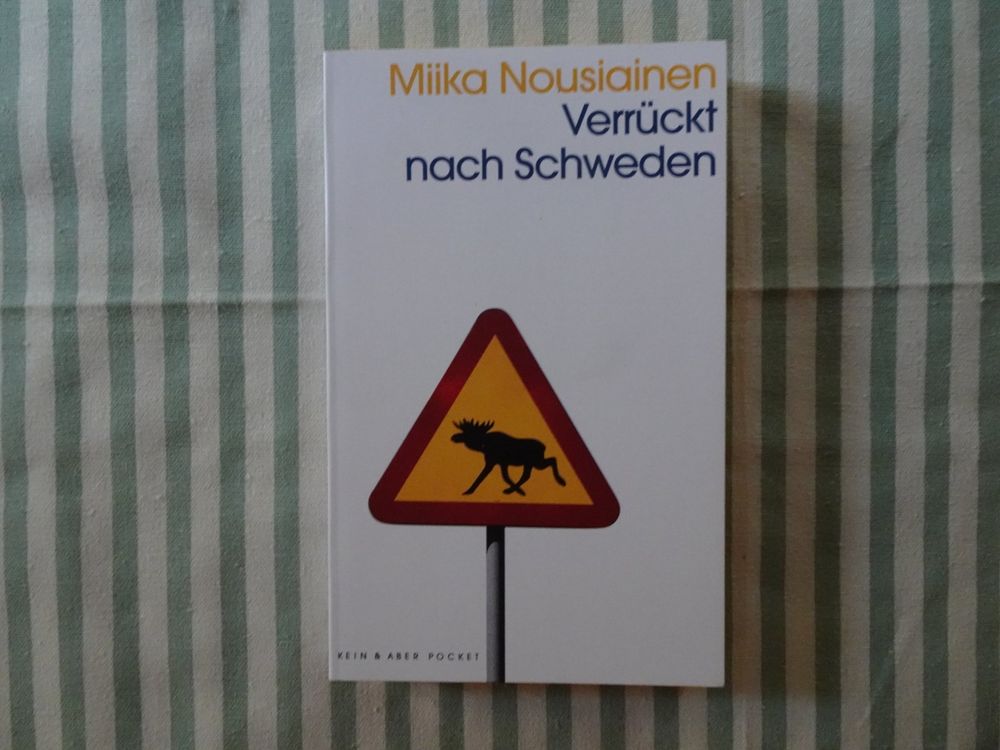 Miika Nousiainen
Verrückt
nach Schweden
KEIN & ABER POCKET